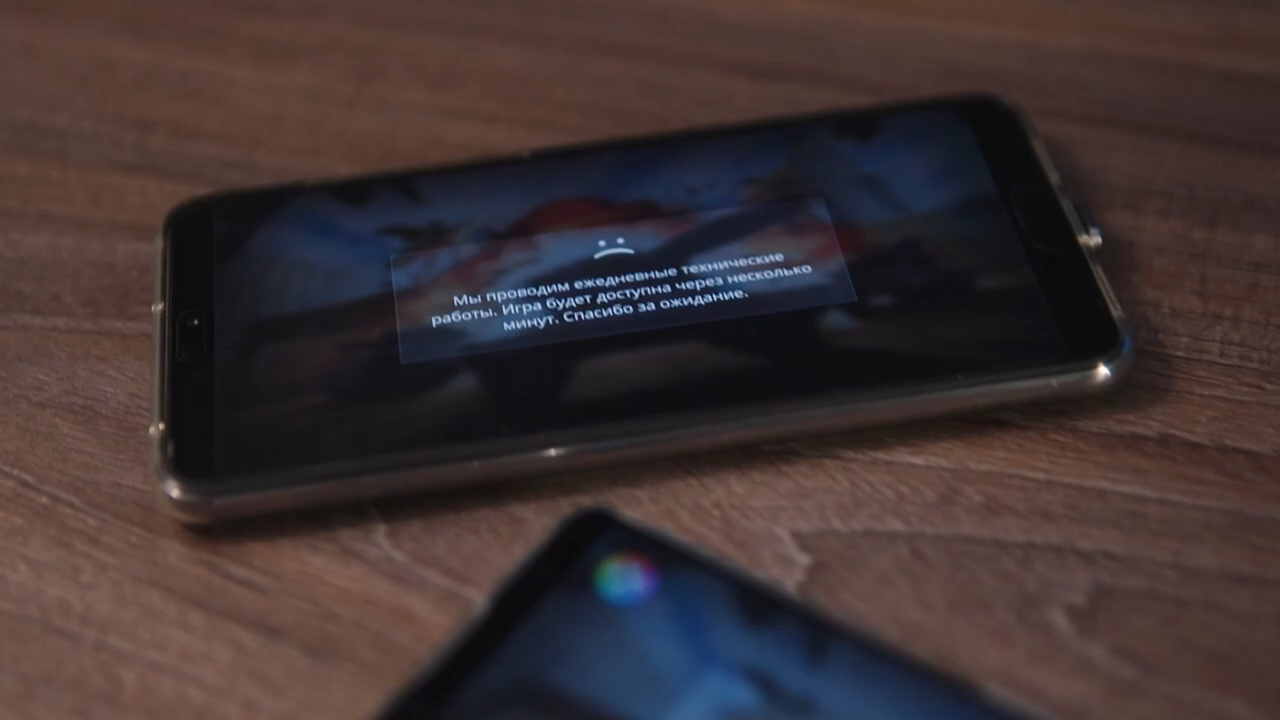 Мы проводим ежедневные технические
работы. Игра будет доступна через несколько
минут. Спасибо за ожидание.